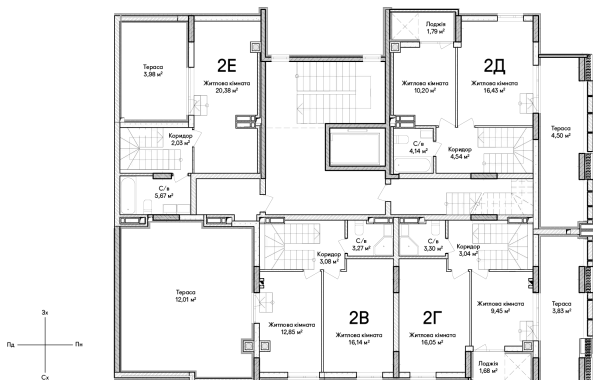 Лоджія
1,79 м²
Тераса
3,98 м²
2Е
Житлова кімната
20,38 м²
Житлова кімната
10,20 м²
2Д
Житлова кімната
16,43 м²
Коридор
2,03 м²
С/в
4,14 м²
Коридор
4,54 м²
Тераса
4,50 м²
С/в
5,67 м²
С/в
3,27 м²
Коридор
3,08 м²
С/в
3,30 м²
Коридор
3,04 м²
Тераса
12,01 м²
2В
2Г
Житлова кімната
12,85 м²
Житлова кімната
16,14 м²
Житлова кімната
16,05 м²
Житлова кімната
9,45 м²
Тераса
3,83 м²
Лоджія
1,68 м²
Зх
Пд
Пн
Сх